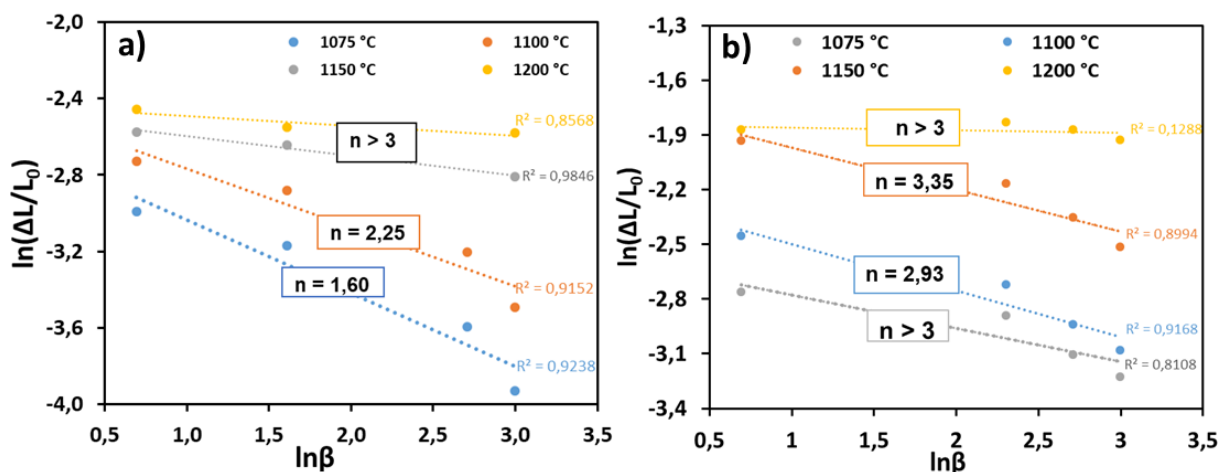 a)
1075 °C
1100 °C
1150 °C
1200 °C
ln(ΔL/L₀)
-2,0
-2,4
-2,8
-3,2
-3,6
-4,0
R² = 0,8568
n > 3
R² = 0,9846
n = 2,25
R² = 0,9152
n = 1,60
R² = 0,9238
0,5 1,0 1,5 2,0 2,5 3,0 3,5
lnβ
b)
1075 °C
1100 °C
1150 °C
1200 °C
ln(ΔL/L₀)
-1,3
-1,6
-1,9
-2,2
-2,5
-2,8
-3,1
-3,4
n > 3
R² = 0,1288
n = 3,35
R² = 0,8994
n = 2,93
R² = 0,9168
n > 3
R² = 0,8108
0,5 1 1,5 2 2,5 3 3,5
lnβ